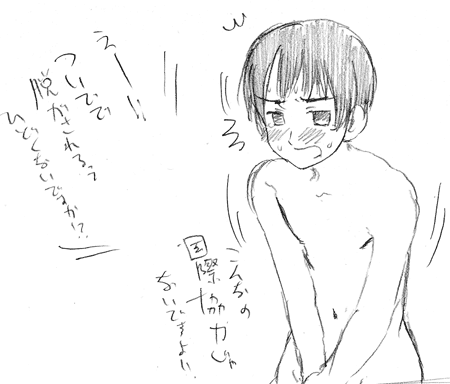 えー!!
ついでで
脱がされるって
ひどくないですか!?
こんなの
国際協力じゃ
ないですよ!!